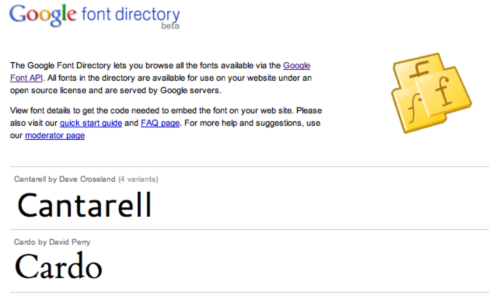 Google font directory
beta
The Google Font Directory lets you browse all the fonts available via the Google
Font API. All fonts in the directory are available for use on your website under an
open source license and are served by Google servers.
View font details to get the code needed to embed the font on your web site. Please
also visit our quick start guide and FAQ page. For more help and suggestions, use
our moderator page
f
f
f
Cantarell by Dave Crossland (4 variants)
Cantarell
Cardo by David Perry
Cardo